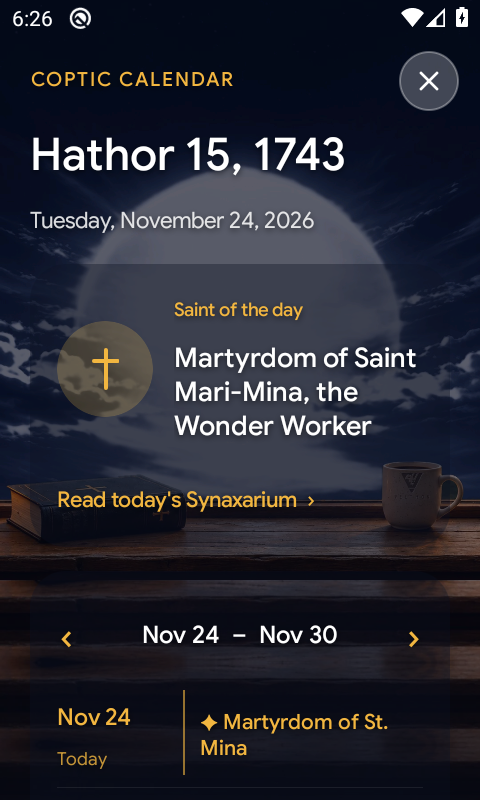 6:26
COPTIC CALENDAR
Hathor 15, 1743
Tuesday, November 24, 2026
Saint of the day
Martyrdom of Saint
Mari-Mina, the
Wonder Worker
Read today's Synaxarium ›
‹ Nov 24 – Nov 30 ›
Nov 24
Today
✦ Martyrdom of St.
Mina